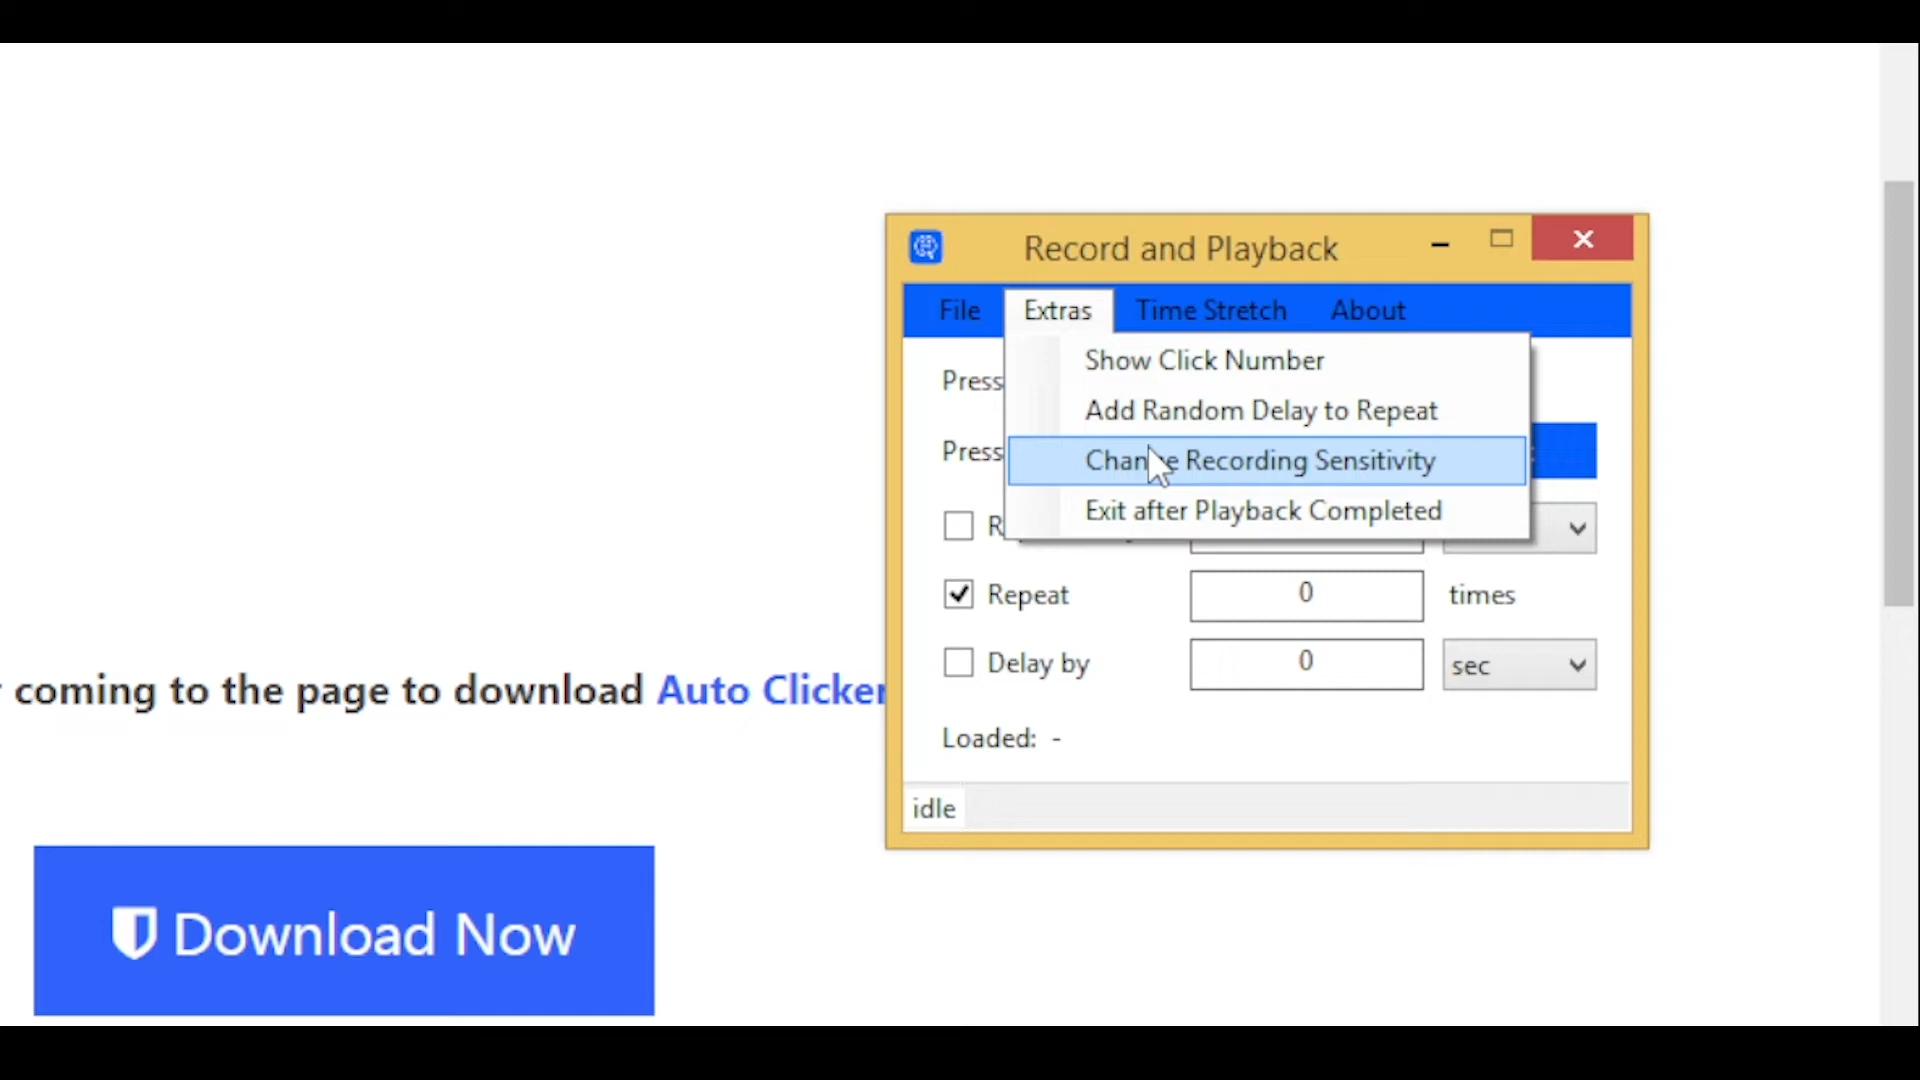 Record and Playback
File Extras Time Stretch About
Show Click Number
Press
Add Random Delay to Repeat
Press
Change Recording Sensitivity
Exit after Playback Completed
Repeat 0 times
Delay by 0 sec
coming to the page to download Auto Clicker
Loaded: -
idle
Download Now